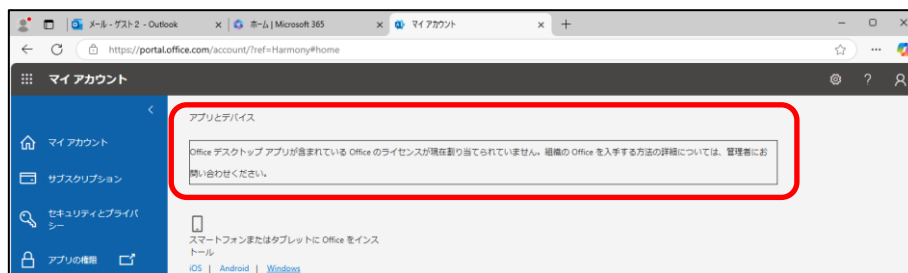 メール - ゲスト2 - Outlook
ホーム | Microsoft 365
マイ アカウント
https://portal.office.com/account/?ref=Harmony#home
マイ アカウント
アプリとデバイス
Office デスクトップ アプリが含まれている Office のライセンスが現在割り当てられていません。組織の Office を入手する方法の詳細については、管理者にお
問い合わせください。
マイ アカウント
サブスクリプション
セキュリティとプライバ
シー
アプリの権限
スマートフォンまたはタブレットに Office をインス
トール
iOS | Android | Windows